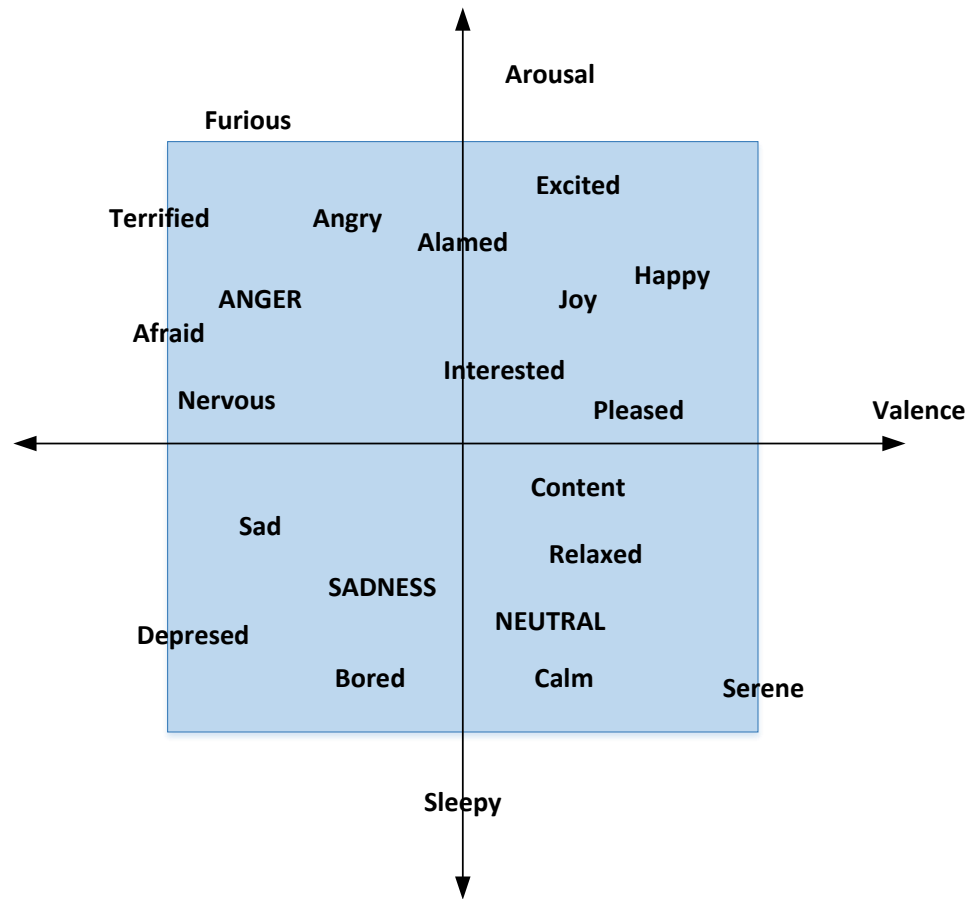 Arousal
Furious
Excited
Terrified
Angry
Alamed
Happy
ANGER
Joy
Afraid
Interested
Nervous
Pleased
Valence
Content
Sad
Relaxed
SADNESS
NEUTRAL
Depresed
Bored
Calm
Serene
Sleepy